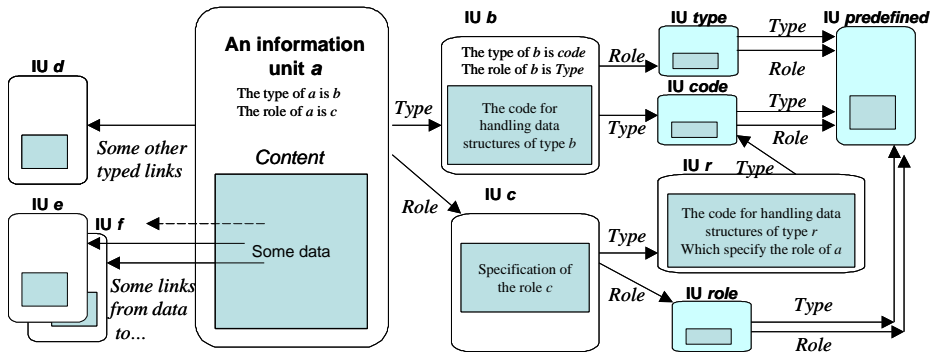 IU d
Some other
typed links
IU e
IU f
Some links
from data
to…
An information
unit a
The type of a is b
The role of a is c
Content
Some data
Type
Role
IU b
The type of b is code
The role of b is Type
The code for
handling data
structures of type b
Role
Type
IU type
Type
Role
IU code
Type
Role
IU predefined
IU c
Specification of
the role c
Type
Role
IU r
Type
The code for handling data
structures of type r
Which specify the role of a
IU role
Type
Role